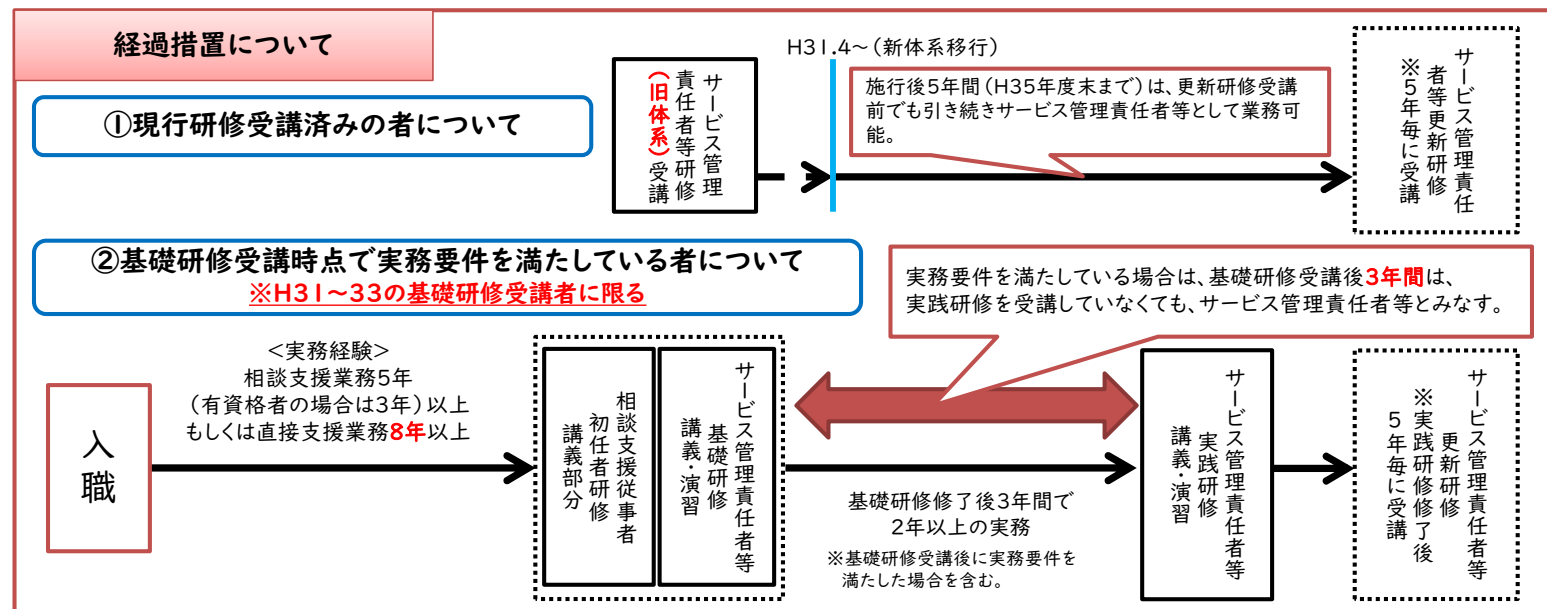 経過措置について
H31.4～(新体系移行)
①現行研修受講済みの者について
サービス管理
責任者等研修
(旧体系)受講
施行後5年間(H35年度末まで)は、更新研修受講
前でも引き続きサービス管理責任者等として業務可
能。
サービス管理責任
者等更新研修
※5年毎に受講
②基礎研修受講時点で実務要件を満たしている者について
※H31～33の基礎研修受講者に限る
実務要件を満たしている場合は、基礎研修受講後3年間は、
実践研修を受講していなくても、サービス管理責任者等とみなす。
入職
<実務経験>
相談支援業務5年
(有資格者の場合は3年)以上
もしくは直接支援業務8年以上
相談支援従事者
初任者研修
講義部分
サービス管理責任者等
基礎研修
講義・演習
基礎研修修了後3年間で
2年以上の実務
※基礎研修受講後に実務要件を
満たした場合を含む。
サービス管理責任者等
実践研修
講義・演習
サービス管理責任者等
更新研修
※実践研修修了後
5年毎に受講